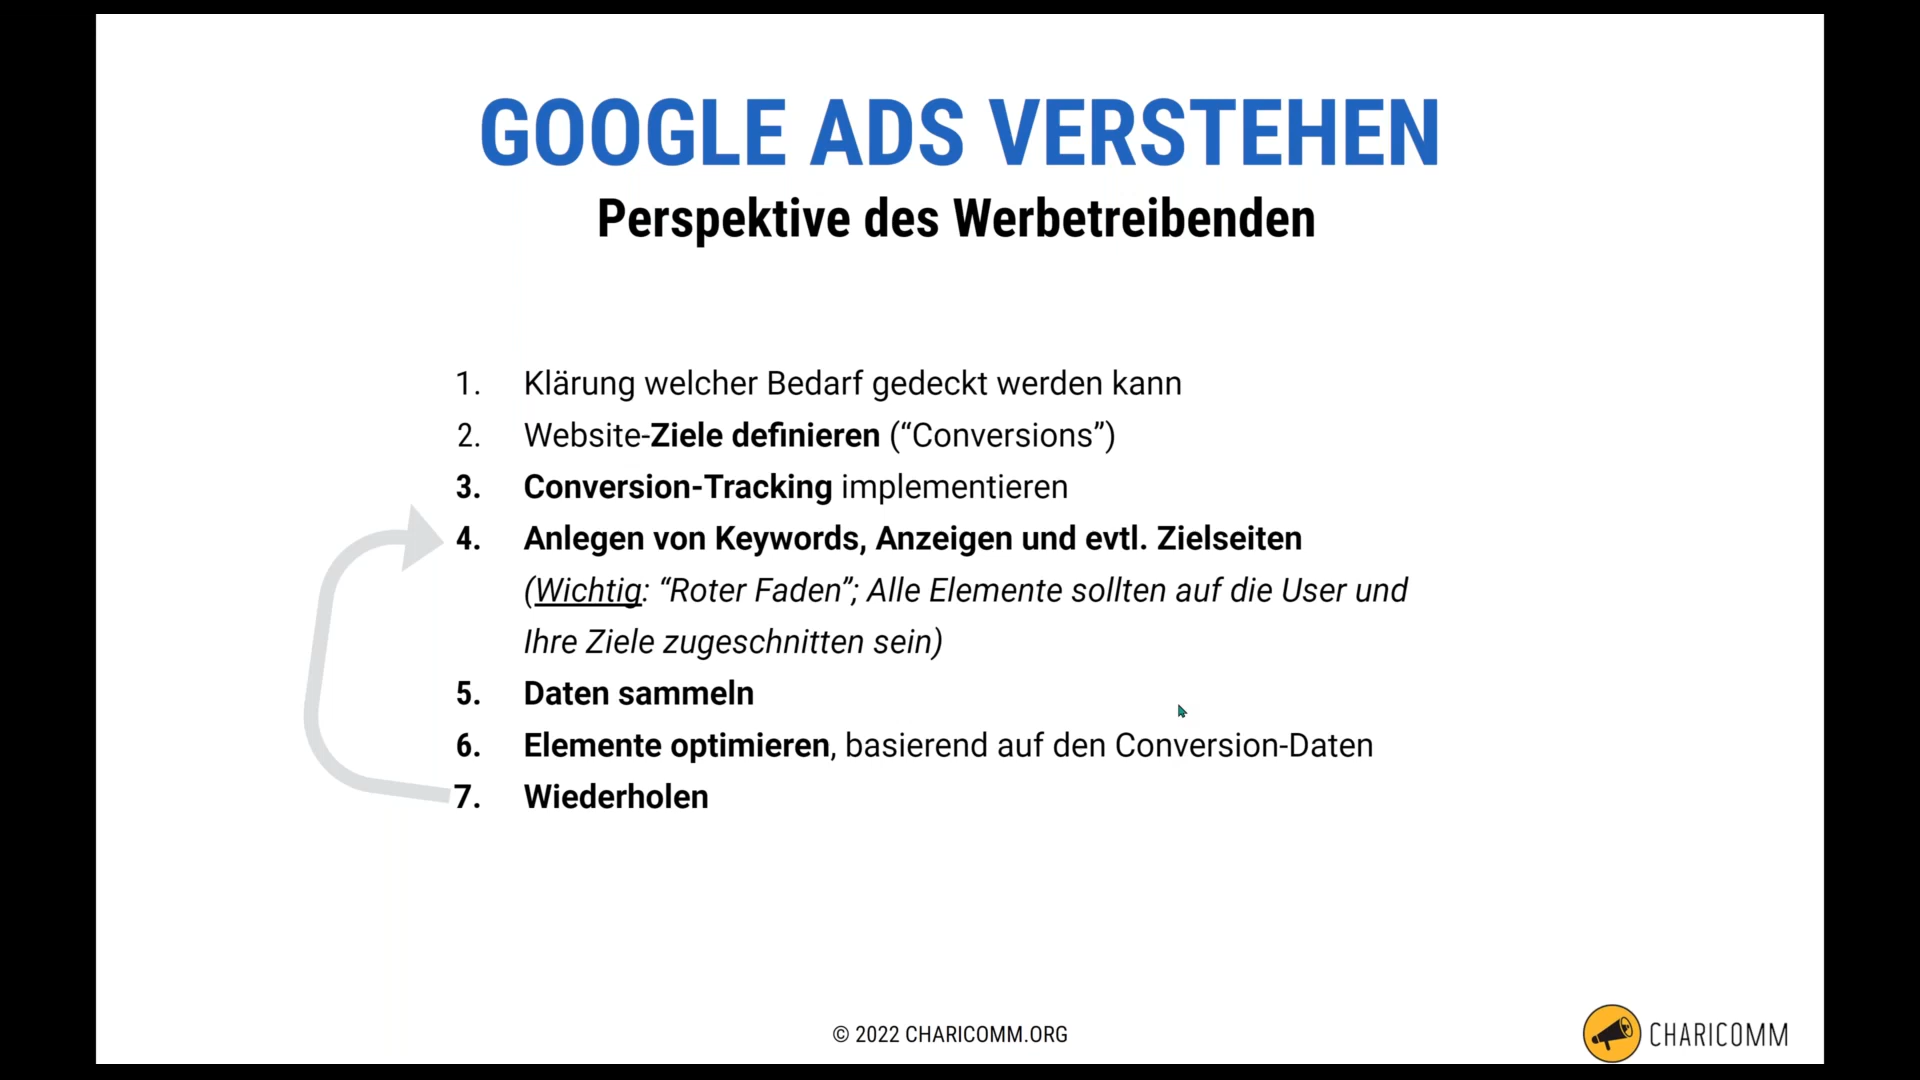 GOOGLE ADS VERSTEHEN
Perspektive des Werbetreibenden
1. Klärung welcher Bedarf gedeckt werden kann
2. Website-Ziele definieren (“Conversions”)
3. Conversion-Tracking implementieren
4. Anlegen von Keywords, Anzeigen und evtl. Zielseiten
(Wichtig: “Roter Faden”; Alle Elemente sollten auf die User und
Ihre Ziele zugeschnitten sein)
5. Daten sammeln
6. Elemente optimieren, basierend auf den Conversion-Daten
7. Wiederholen
© 2022 CHARICOMM.ORG
CHARICOMM